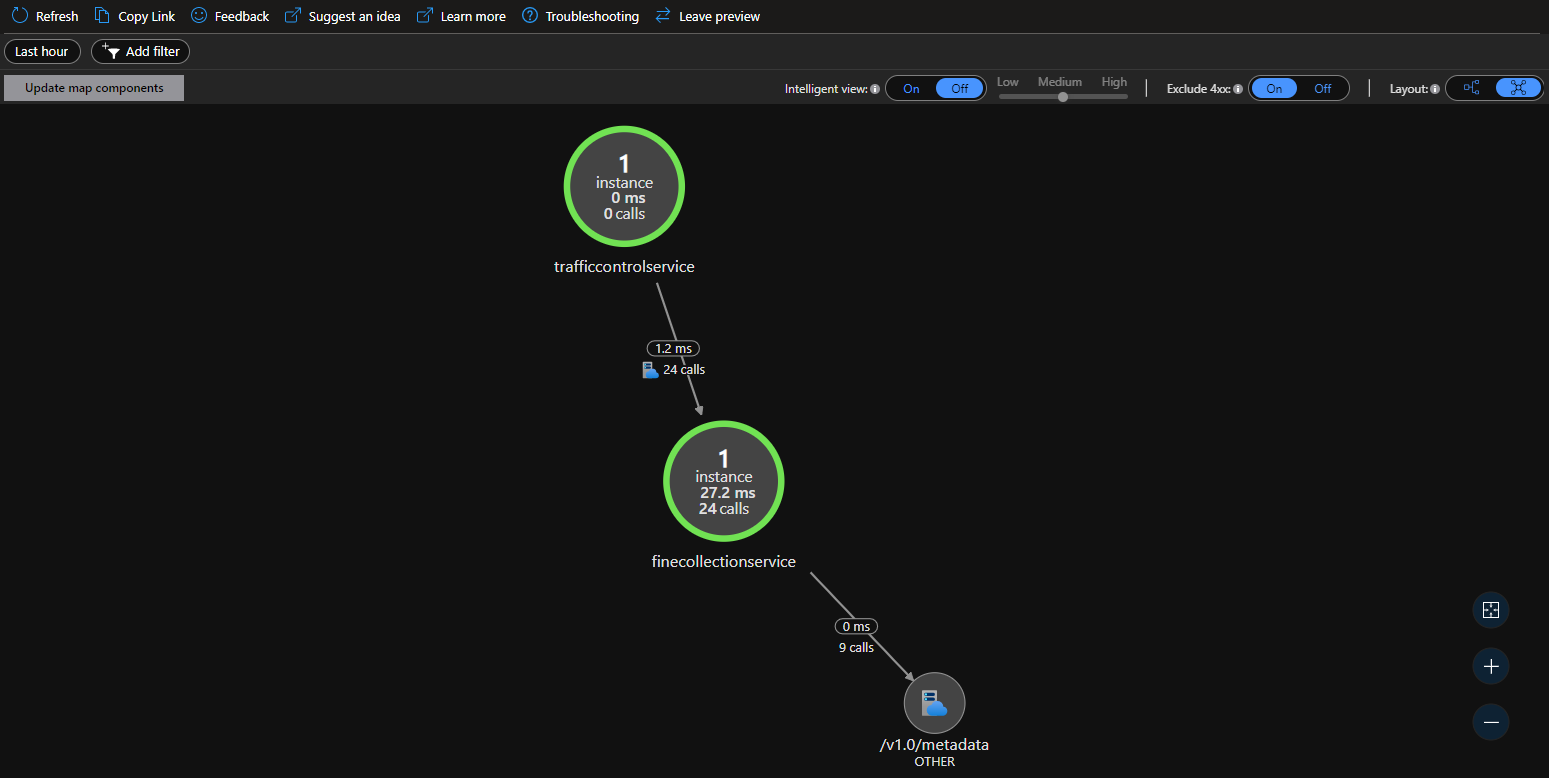 Refresh Copy Link Feedback Suggest an idea Learn more Troubleshooting Leave preview
Last hour Add filter
Update map components Intelligent view: On Off Low Medium High Exclude 4xx: On Off Layout:
1
instance
0 ms
0 calls
trafficcontrolservice
1.2 ms
24 calls
1
instance
27.2 ms
24 calls
finecollectionservice
0 ms
9 calls
/v1.0/metadata
OTHER